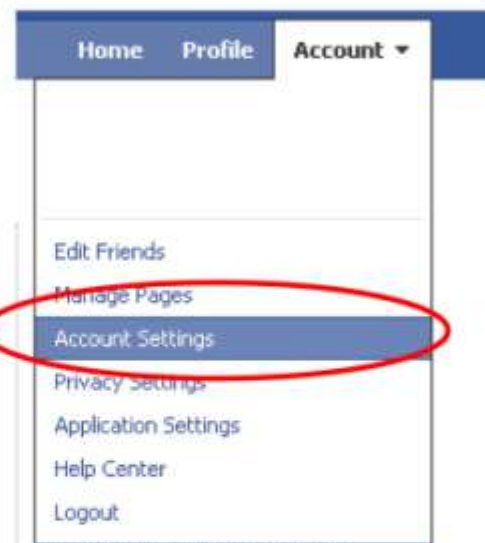 Home Profile Account
Edit Friends
Manage Pages
Account Settings
Privacy Settings
Application Settings
Help Center
Logout